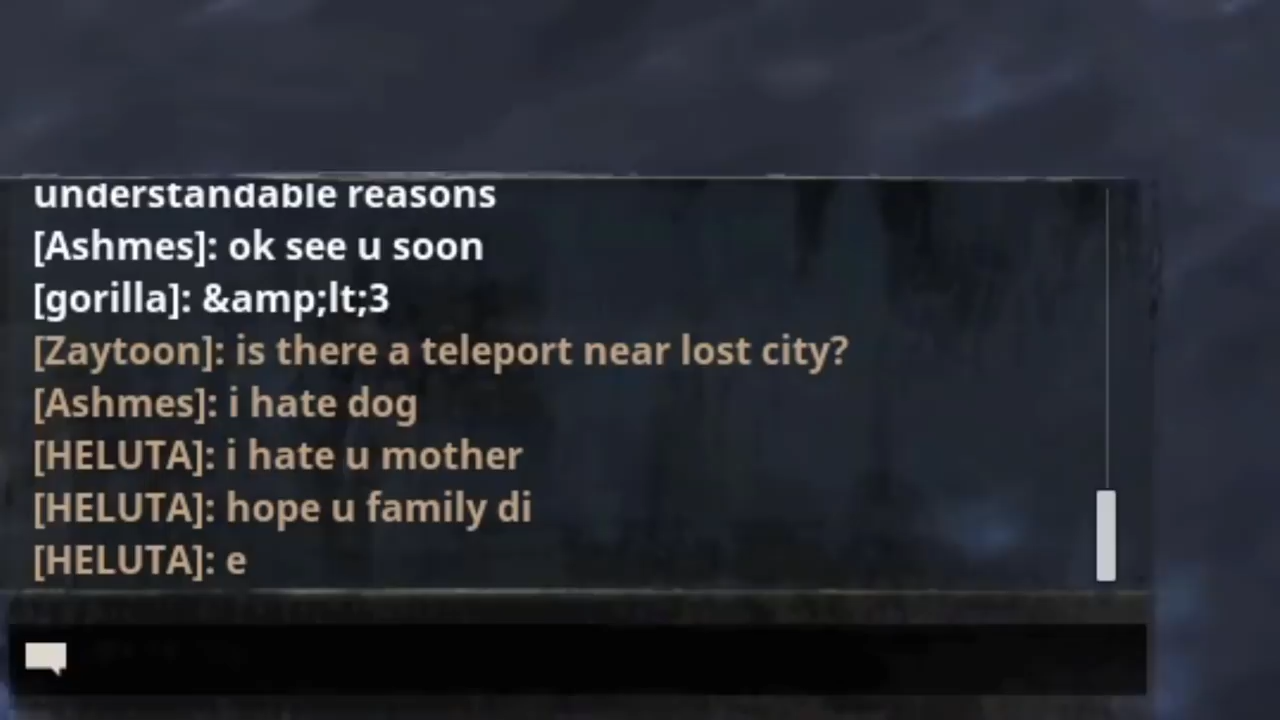 understandable reasons
[Ashmes]: ok see u soon
[gorilla]: &amp;lt;3
[Zaytoon]: is there a teleport near lost city?
[Ashmes]: i hate dog
[HELUTA]: i hate u mother
[HELUTA]: hope u family di
[HELUTA]: e